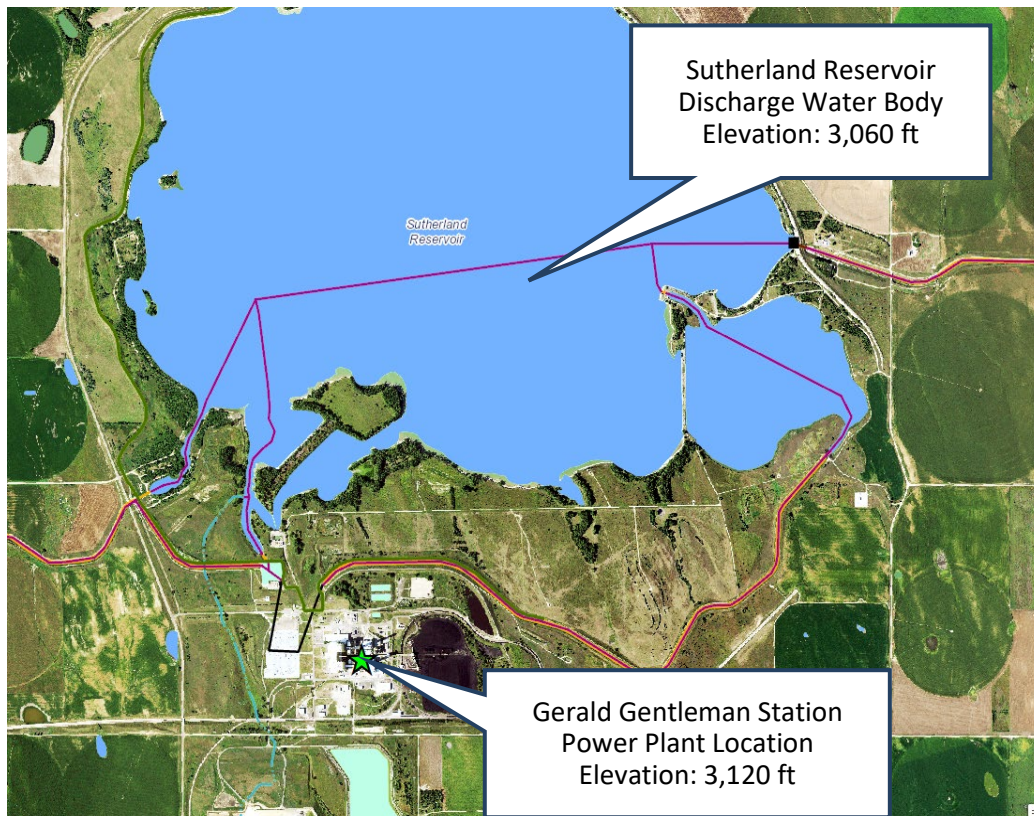 Sutherland Reservoir
Discharge Water Body
Elevation: 3,060 ft
Sutherland
Reservoir
Gerald Gentleman Station
Power Plant Location
Elevation: 3,120 ft